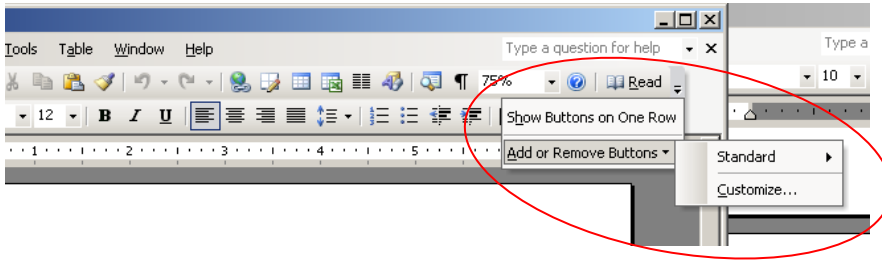 Tools Table Window Help Type a question for help Type a
75% Read 10
12 B I U Show Buttons on One Row
1 2 3 4 5 Add or Remove Buttons Standard
Customize...